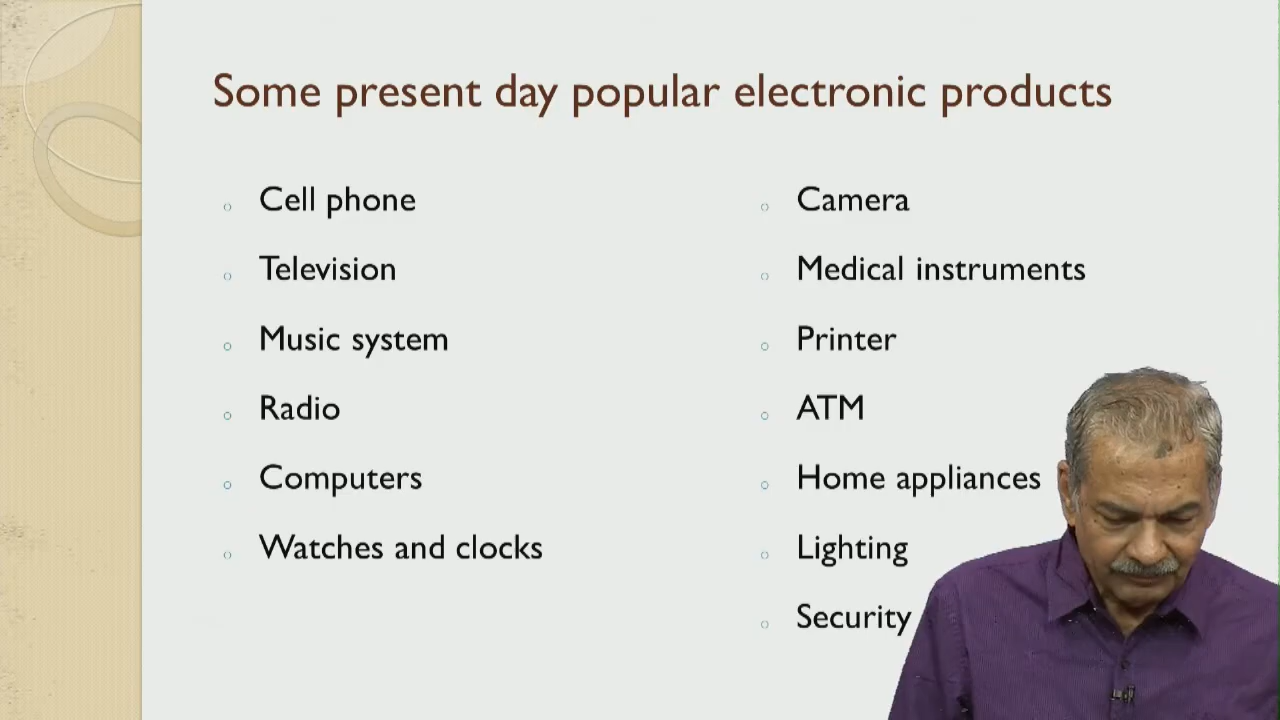 Some present day popular electronic products
Cell phone
Television
Music system
Radio
Computers
Watches and clocks
Camera
Medical instruments
Printer
ATM
Home appliances
Lighting
Security